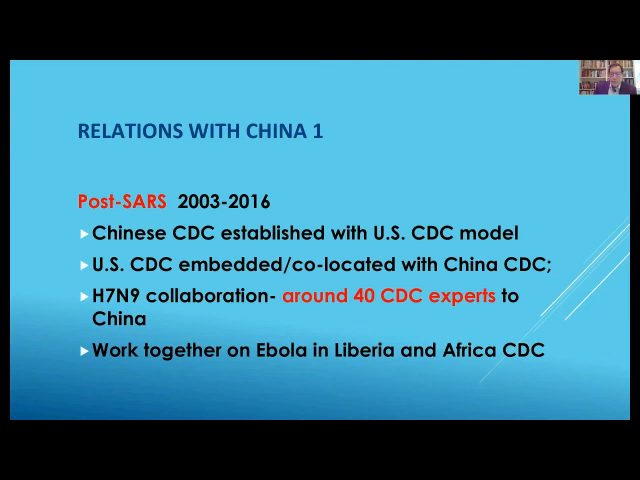 RELATIONS WITH CHINA 1
Post-SARS 2003-2016
Chinese CDC established with U.S. CDC model
U.S. CDC embedded/co-located with China CDC;
H7N9 collaboration- around 40 CDC experts to
China
Work together on Ebola in Liberia and Africa CDC